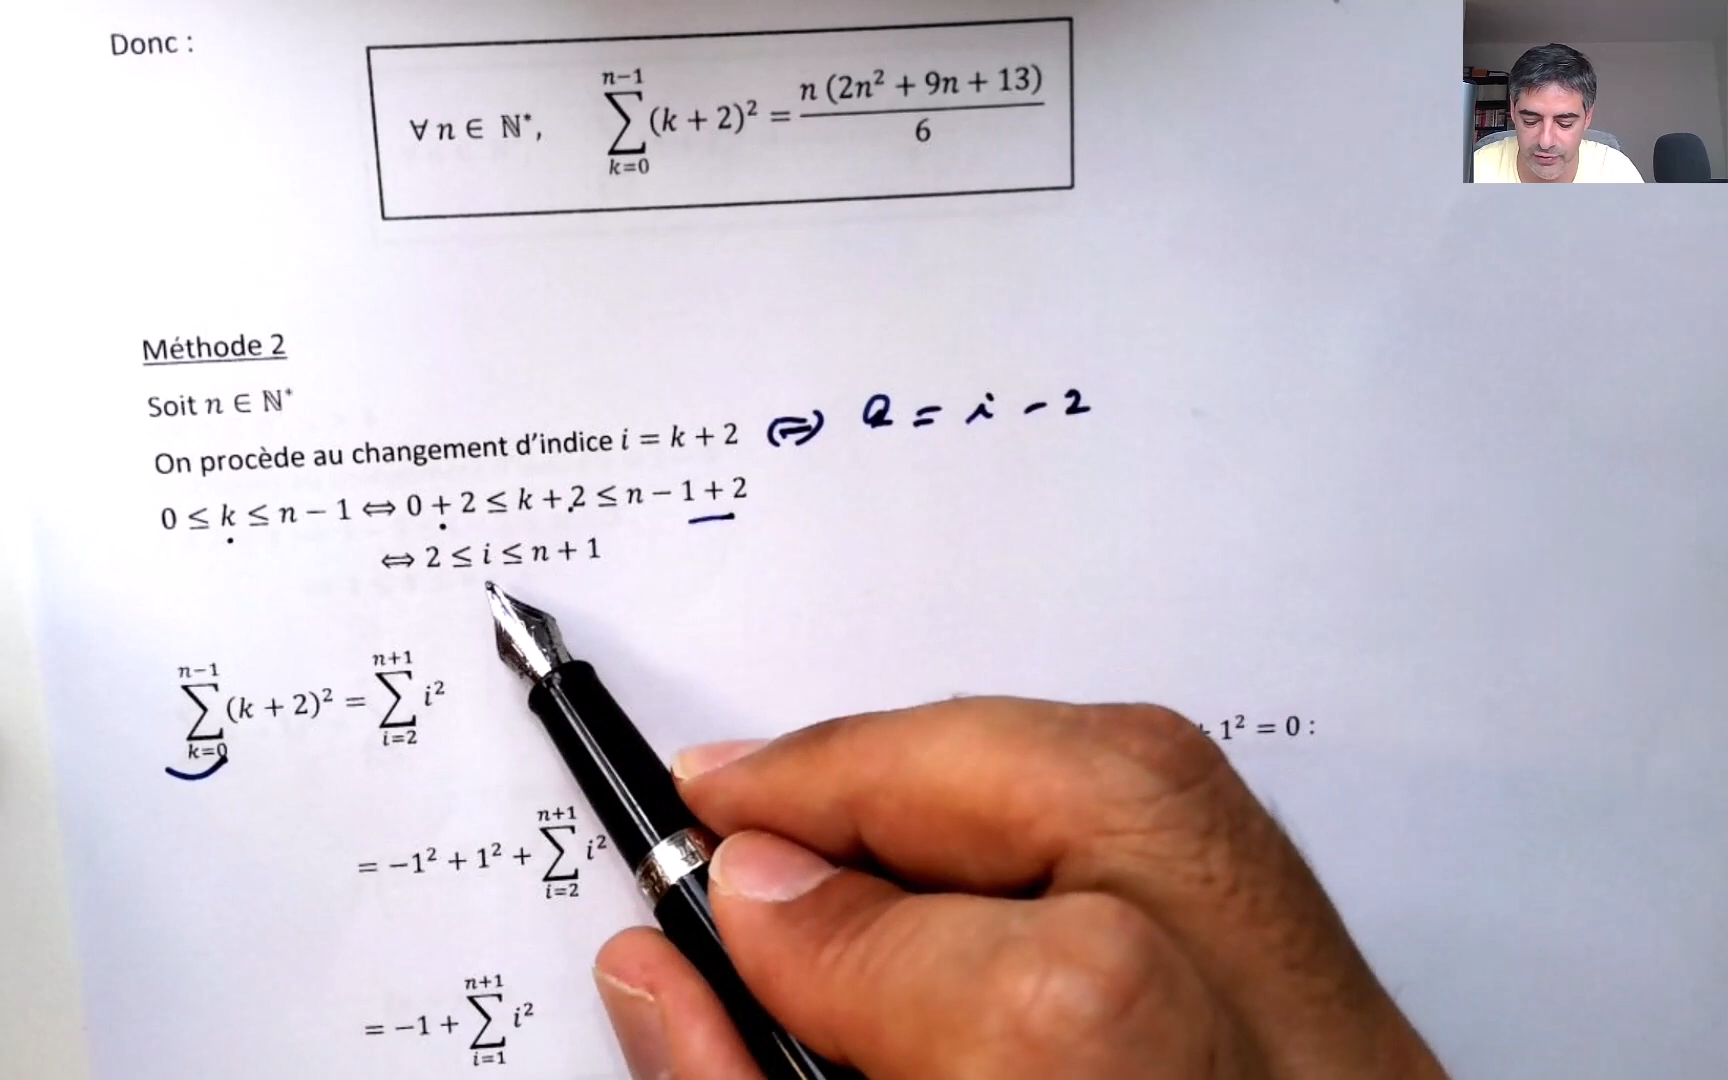 Donc :
∀ n ∈ ℕ*, ∑_{k=0}^{n−1} (k + 2)² = n (2n² + 9n + 13) / 6
Méthode 2
Soit n ∈ ℕ*
On procède au changement d'indice i = k + 2 ⇔ k = i − 2
0 ≤ k ≤ n − 1 ⇔ 0 + 2 ≤ k + 2 ≤ n − 1 + 2
⇔ 2 ≤ i ≤ n + 1
∑_{k=0}^{n−1} (k + 2)² = ∑_{i=2}^{n+1} i²
1² = 0 :
= −1² + 1² + ∑_{i=2}^{n+1} i²
= −1 + ∑_{i=1}^{n+1} i²